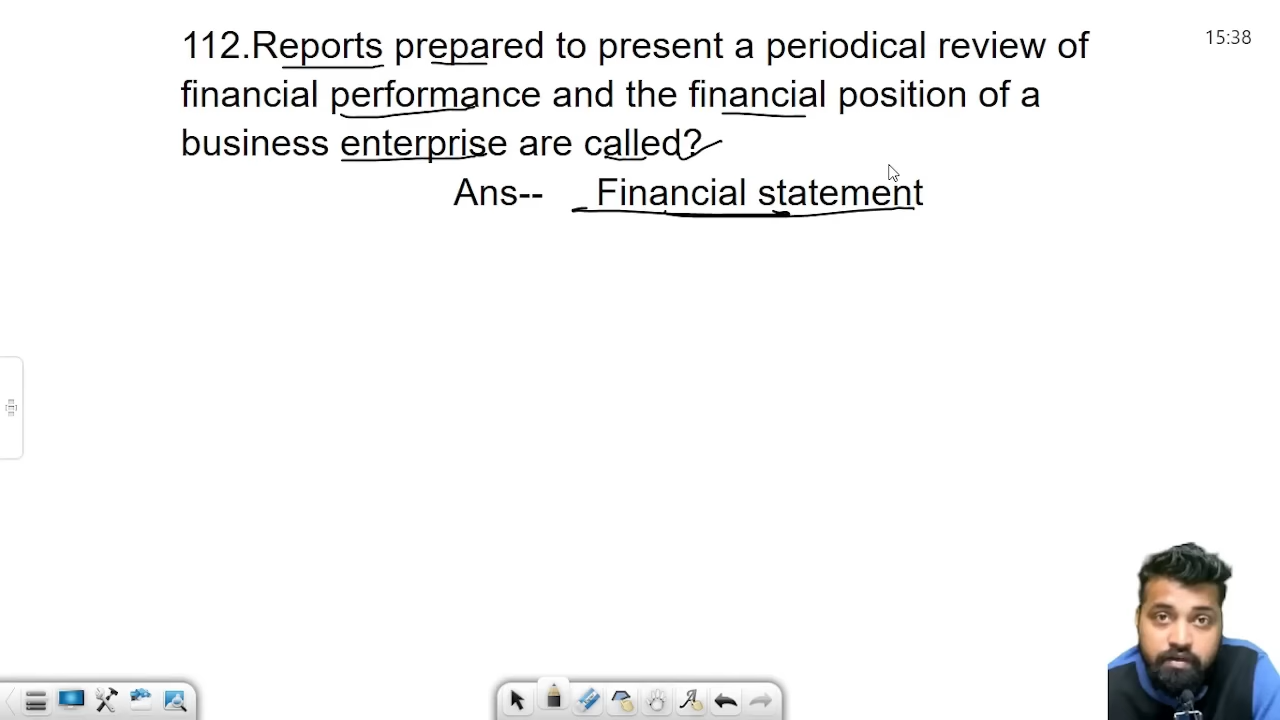 15:38
112.Reports prepared to present a periodical review of
financial performance and the financial position of a
business enterprise are called?
Ans-- Financial statement